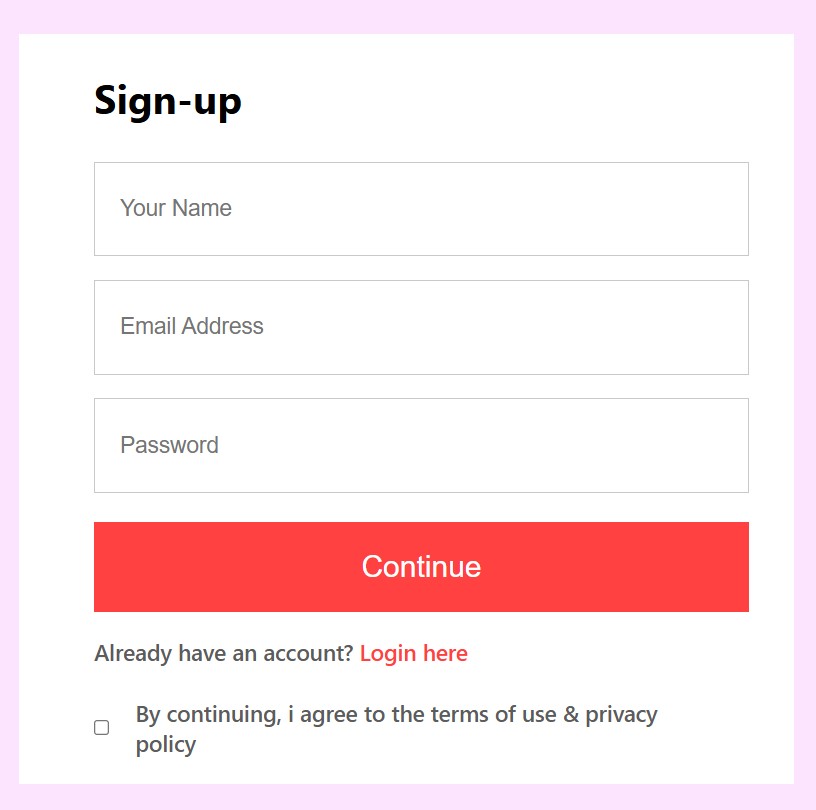 Sign-up
Your Name
Email Address
Password
Continue
Already have an account? Login here
By continuing, i agree to the terms of use & privacy
policy